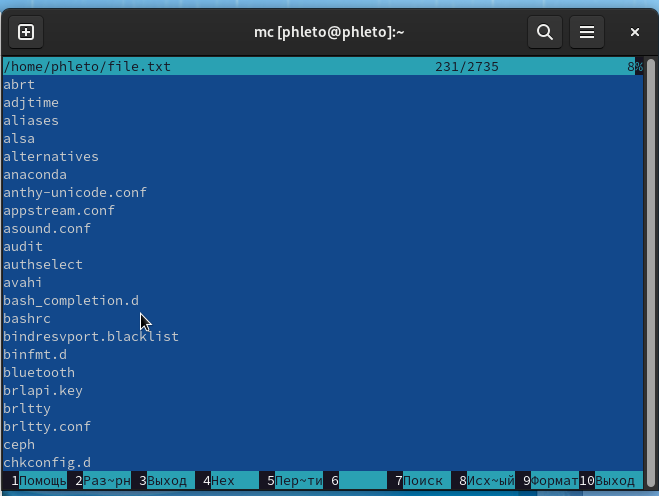 mc [phleto@phleto]:~
/home/phleto/file.txt 231/2735 8%
abrt
adjtime
aliases
alsa
alternatives
anaconda
anthy-unicode.conf
appstream.conf
asound.conf
audit
authselect
avahi
bash_completion.d
bashrc
bindresvport.blacklist
binfmt.d
bluetooth
brlapi.key
brltty
brltty.conf
ceph
chkconfig.d
1Помощь 2Раз~рн 3Выход 4Hex 5Пер~ти 6 7Поиск 8Исх~ый 9Формат 10Выход